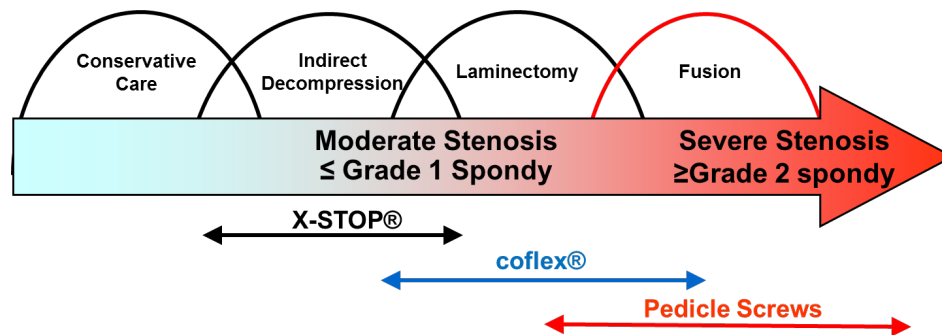 Conservative
Care
Indirect
Decompression
Laminectomy
Fusion
Moderate Stenosis
≤ Grade 1 Spondy
Severe Stenosis
≥Grade 2 spondy
X-STOP®
coflex®
Pedicle Screws